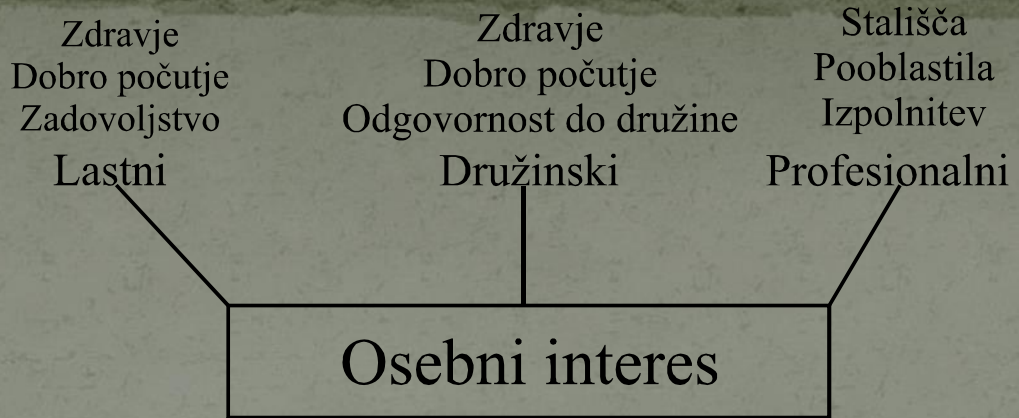 Zdravje
Dobro počutje
Zadovoljstvo
Lastni
Zdravje
Dobro počutje
Odgovornost do družine
Družinski
Stališča
Pooblastila
Izpolnitev
Profesionalni
Osebni interes